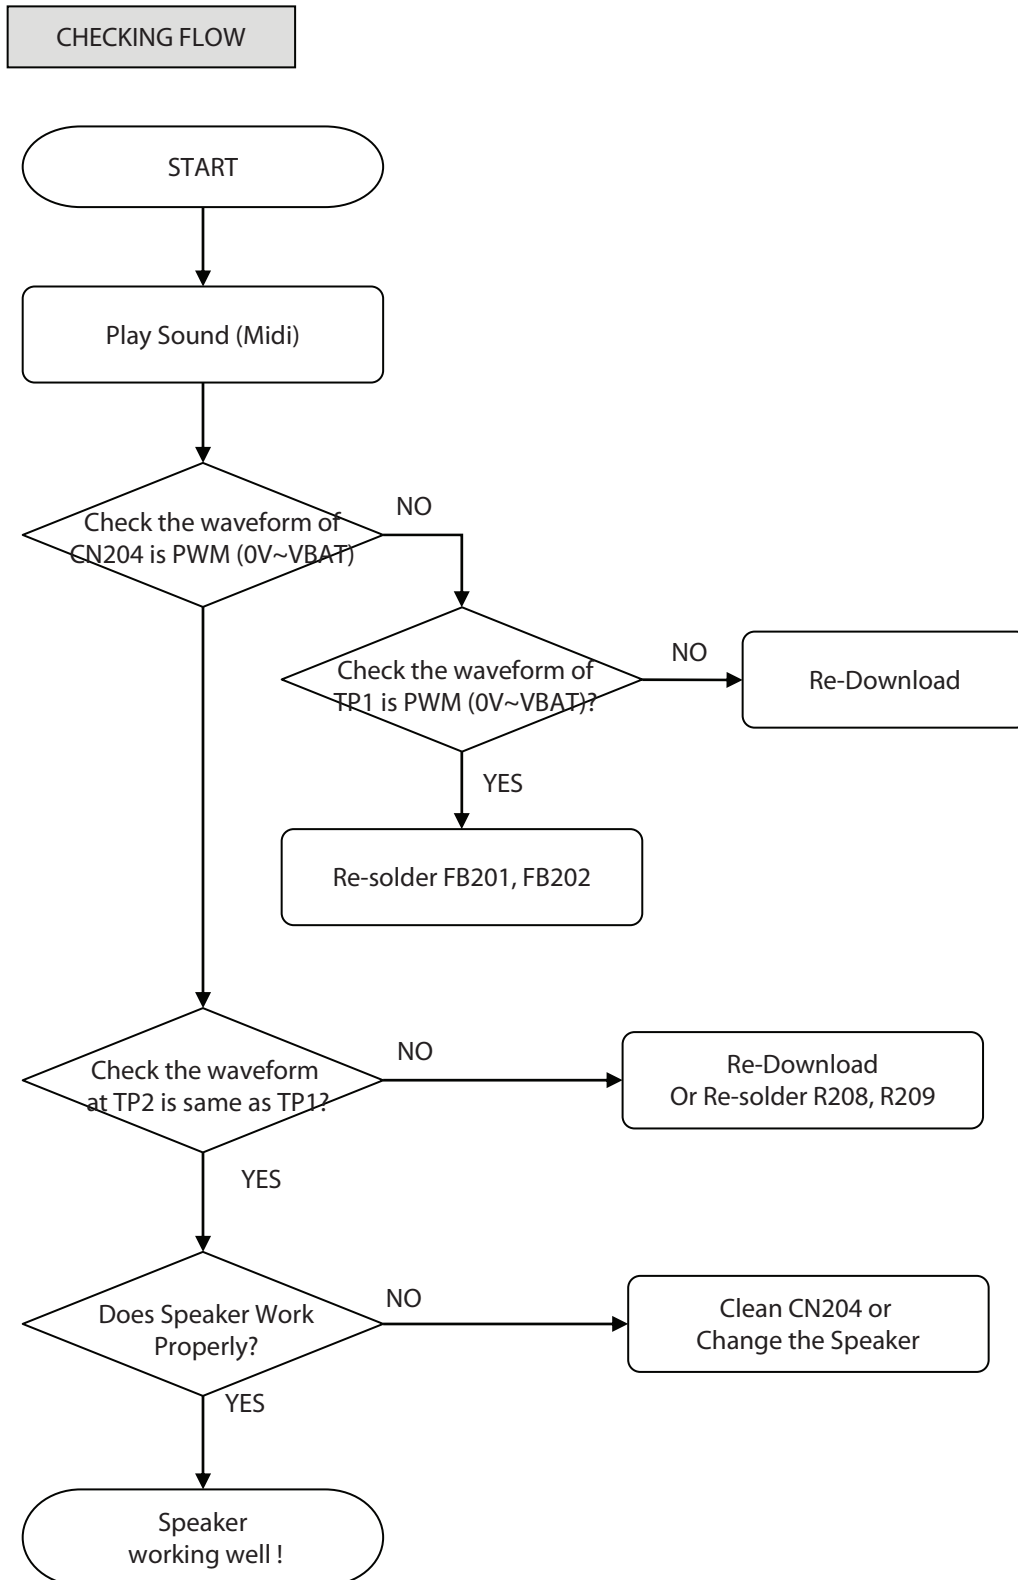 CHECKING FLOW
START
Play Sound (Midi)
Check the waveform of
CN204 is PWM (0V~VBAT)
NO
Check the waveform of
TP1 is PWM (0V~VBAT)?
NO
Re-Download
YES
Re-solder FB201, FB202
Check the waveform
at TP2 is same as TP1?
NO
Re-Download
Or Re-solder R208, R209
YES
Does Speaker Work
Properly?
NO
Clean CN204 or
Change the Speaker
YES
Speaker
working well !